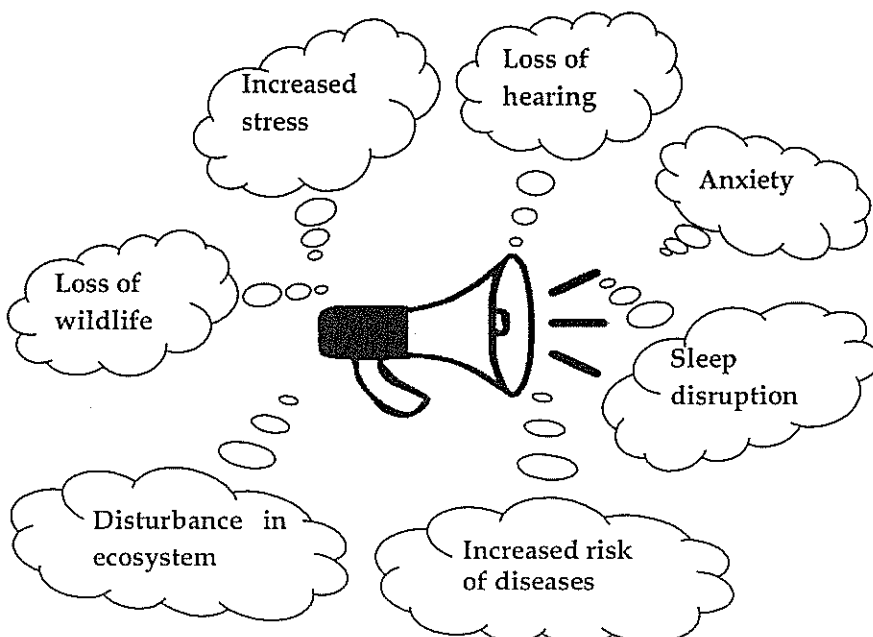 Increased
stress
Loss of
hearing
Anxiety
Loss of
wildlife
Sleep
disruption
Disturbance in
ecosystem
Increased risk
of diseases